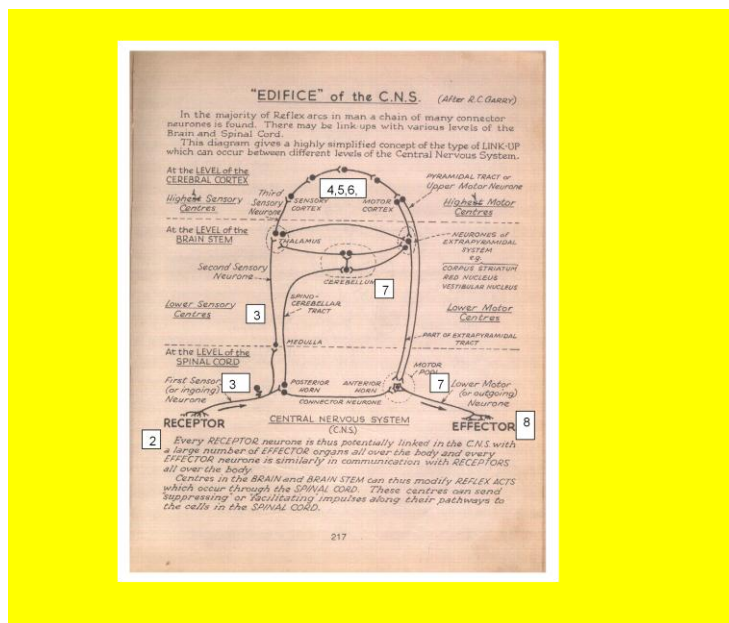 "EDIFICE" of the C.N.S. (After R.C. GARRY)
In the majority of Reflex arcs in man a chain of many connector
neurones is found. There may be link-ups with various levels of the
Brain and Spinal Cord.
This diagram gives a highly simplified concept of the type of LINK-UP
which can occur between different levels of the Central Nervous System.
At the LEVEL of the
CEREBRAL CORTEX
Highest Sensory
Centres
Third
Sensory
Neurone
SENSORY
CORTEX
4,5,6,
MOTOR
CORTEX
PYRAMIDAL TRACT or
Upper Motor Neurone
Highest Motor
Centres
At the LEVEL of the
BRAIN STEM
THALAMUS
NEURONES of
EXTRAPYRAMIDAL
SYSTEM
e.g.
CORPUS STRIATUM
RED NUCLEUS
VESTIBULAR NUCLEUS
Second Sensory
Neurone
CEREBELLUM
7
Lower Sensory
Centres
3
SPINO-
CEREBELLAR
TRACT
Lower Motor
Centres
PART OF EXTRAPYRAMIDAL
TRACT
MEDULLA
At the LEVEL of the
SPINAL CORD
MOTOR
POOL
First Sensory
(or ingoing)
Neurone
3
POSTERIOR
HORN
ANTERIOR
HORN
CONNECTOR NEURONE
7
Lower Motor
(or outgoing)
Neurone
RECEPTOR
CENTRAL NERVOUS SYSTEM
(C.N.S.)
EFFECTOR
8
2
Every RECEPTOR neurone is thus potentially linked in the C.N.S. with
a large number of EFFECTOR organs all over the body and every
EFFECTOR neurone is similarly in communication with RECEPTORS
all over the body
Centres in the BRAIN and BRAIN STEM can thus modify REFLEX ACTS
which occur through the SPINAL CORD. These centres can send
'suppressing' or 'facilitating impulses along their pathways to
the cells in the SPINAL CORD.
217